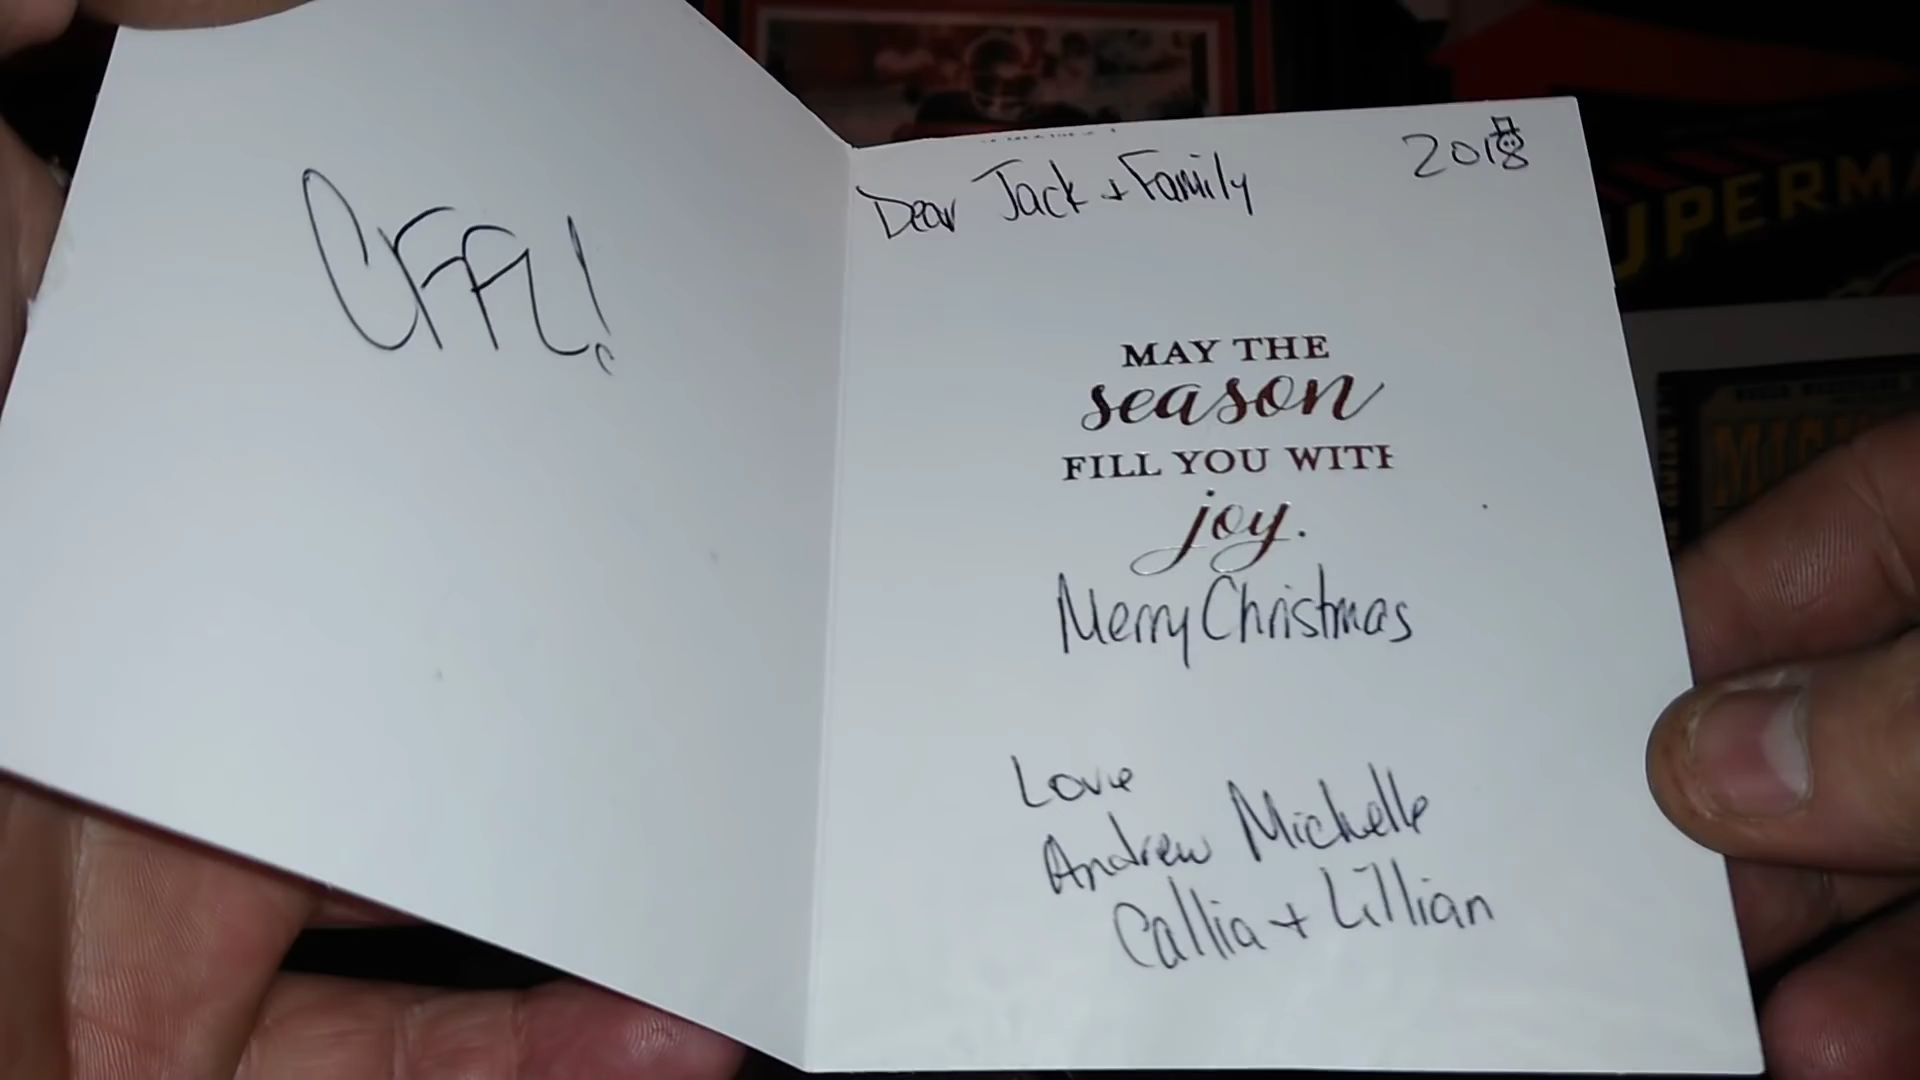 CFFL!
2018
Dear Jack + Family
MAY THE
season
FILL YOU WITH
joy.
Merry Christmas
Love
Andrew Michelle
Callia + Lillian
UPERMA